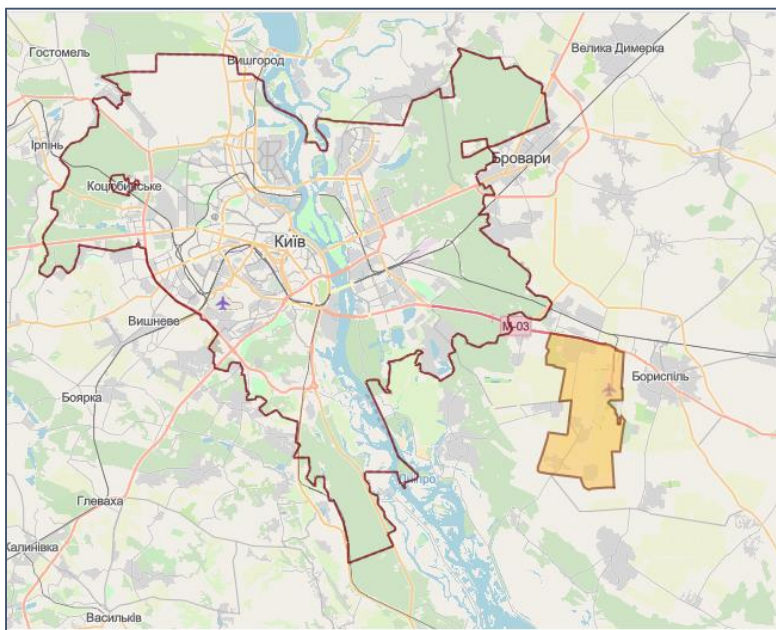 Гостомель
Вишгород
Велика Димерка
Ірпінь
Коцюбинське
Бровари
Київ
Вишневе
М-03
Боярка
Бориспіль
Глеваха
Дніпро
Калинівка
Васильків